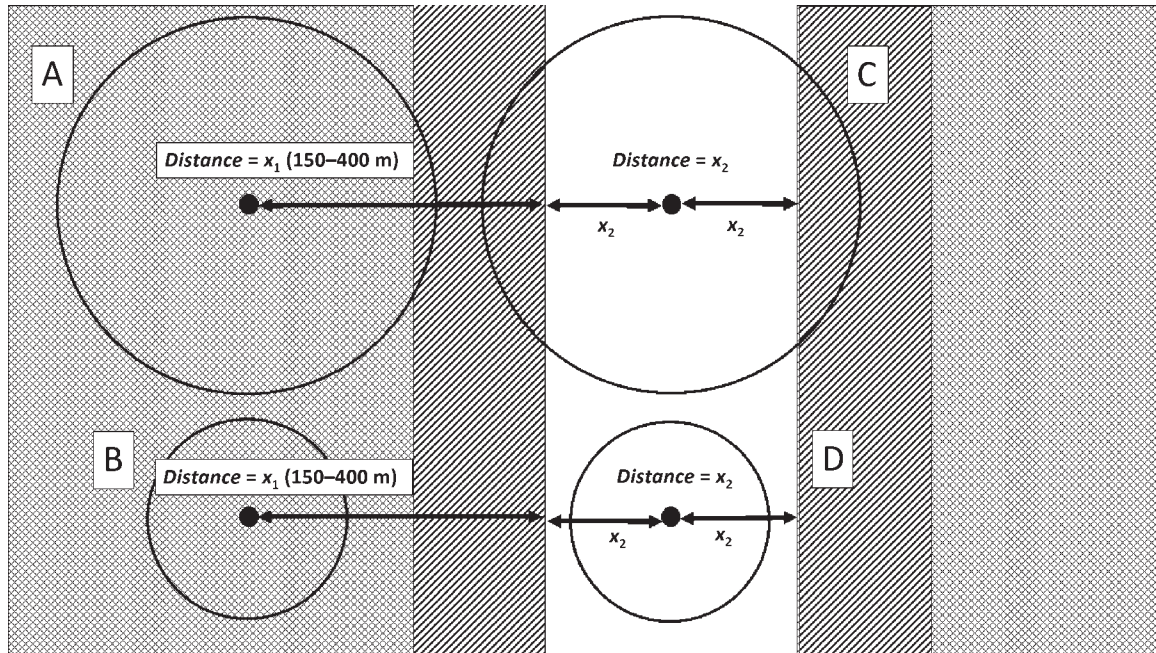 A
C
Distance = x₁ (150–400 m)
Distance = x₂
x₂
x₂
B
D
Distance = x₁ (150–400 m)
Distance = x₂
x₂
x₂